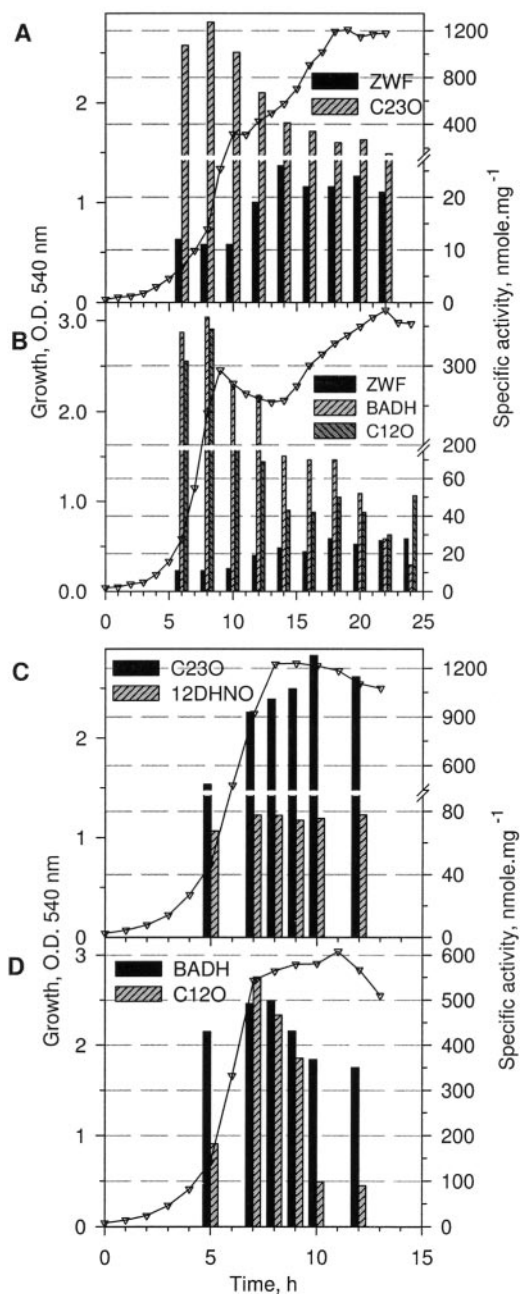 A
ZWF
C23O
2
1
0
1200
800
400
20
10
0
B
ZWF
BADH
C12O
3.0
2.0
1.0
0.0
300
200
60
40
20
0
0 5 10 15 20 25
Growth, O.D. 540 nm
Specific activity, nmole.mg-1
C
C23O
12DHNO
2
1
0
1200
900
600
80
40
0
D
BADH
C12O
3
2
1
0
600
500
400
300
200
100
0
0 5 10 15
Time, h
Growth, O.D. 540 nm
Specific activity, nmole.mg-1